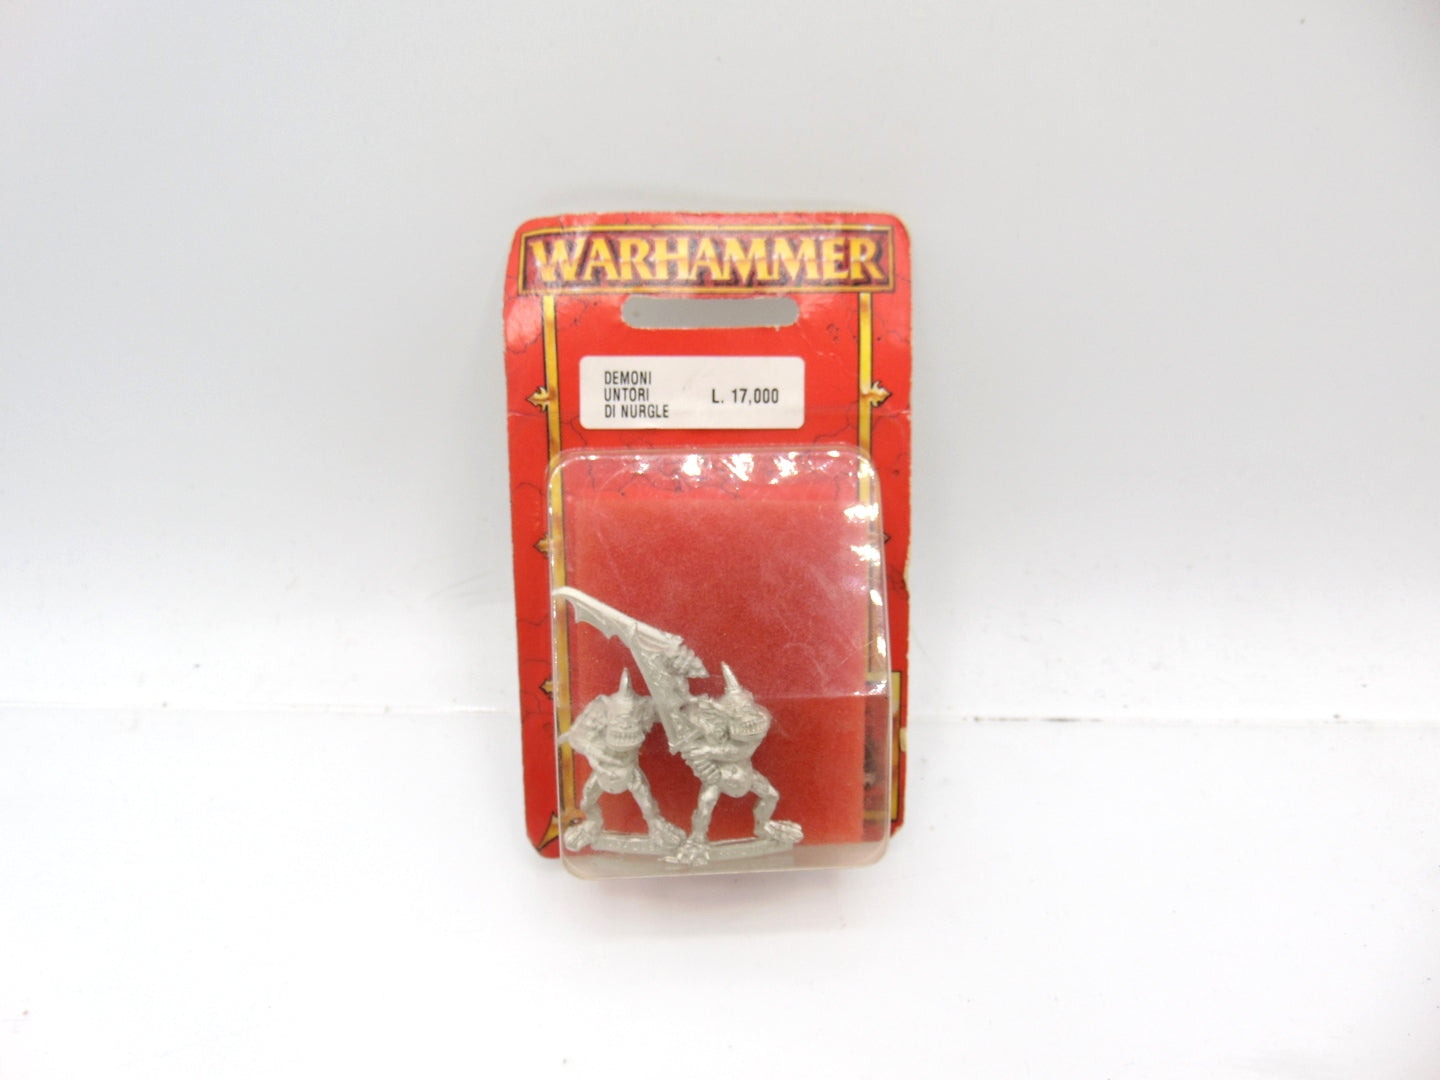 WARHAMMER
DEMONI
UNTORI
DI NURGLE
L. 17,000